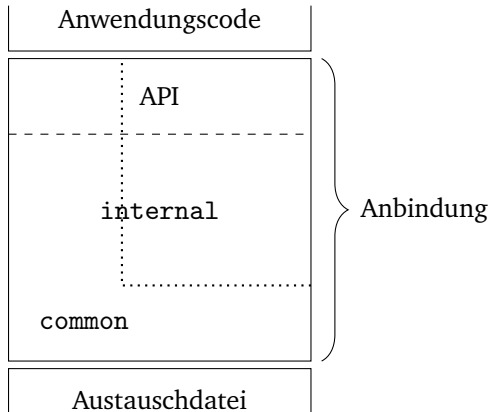 Anwendungscode
API
internal
Anbindung
common
Austauschdatei